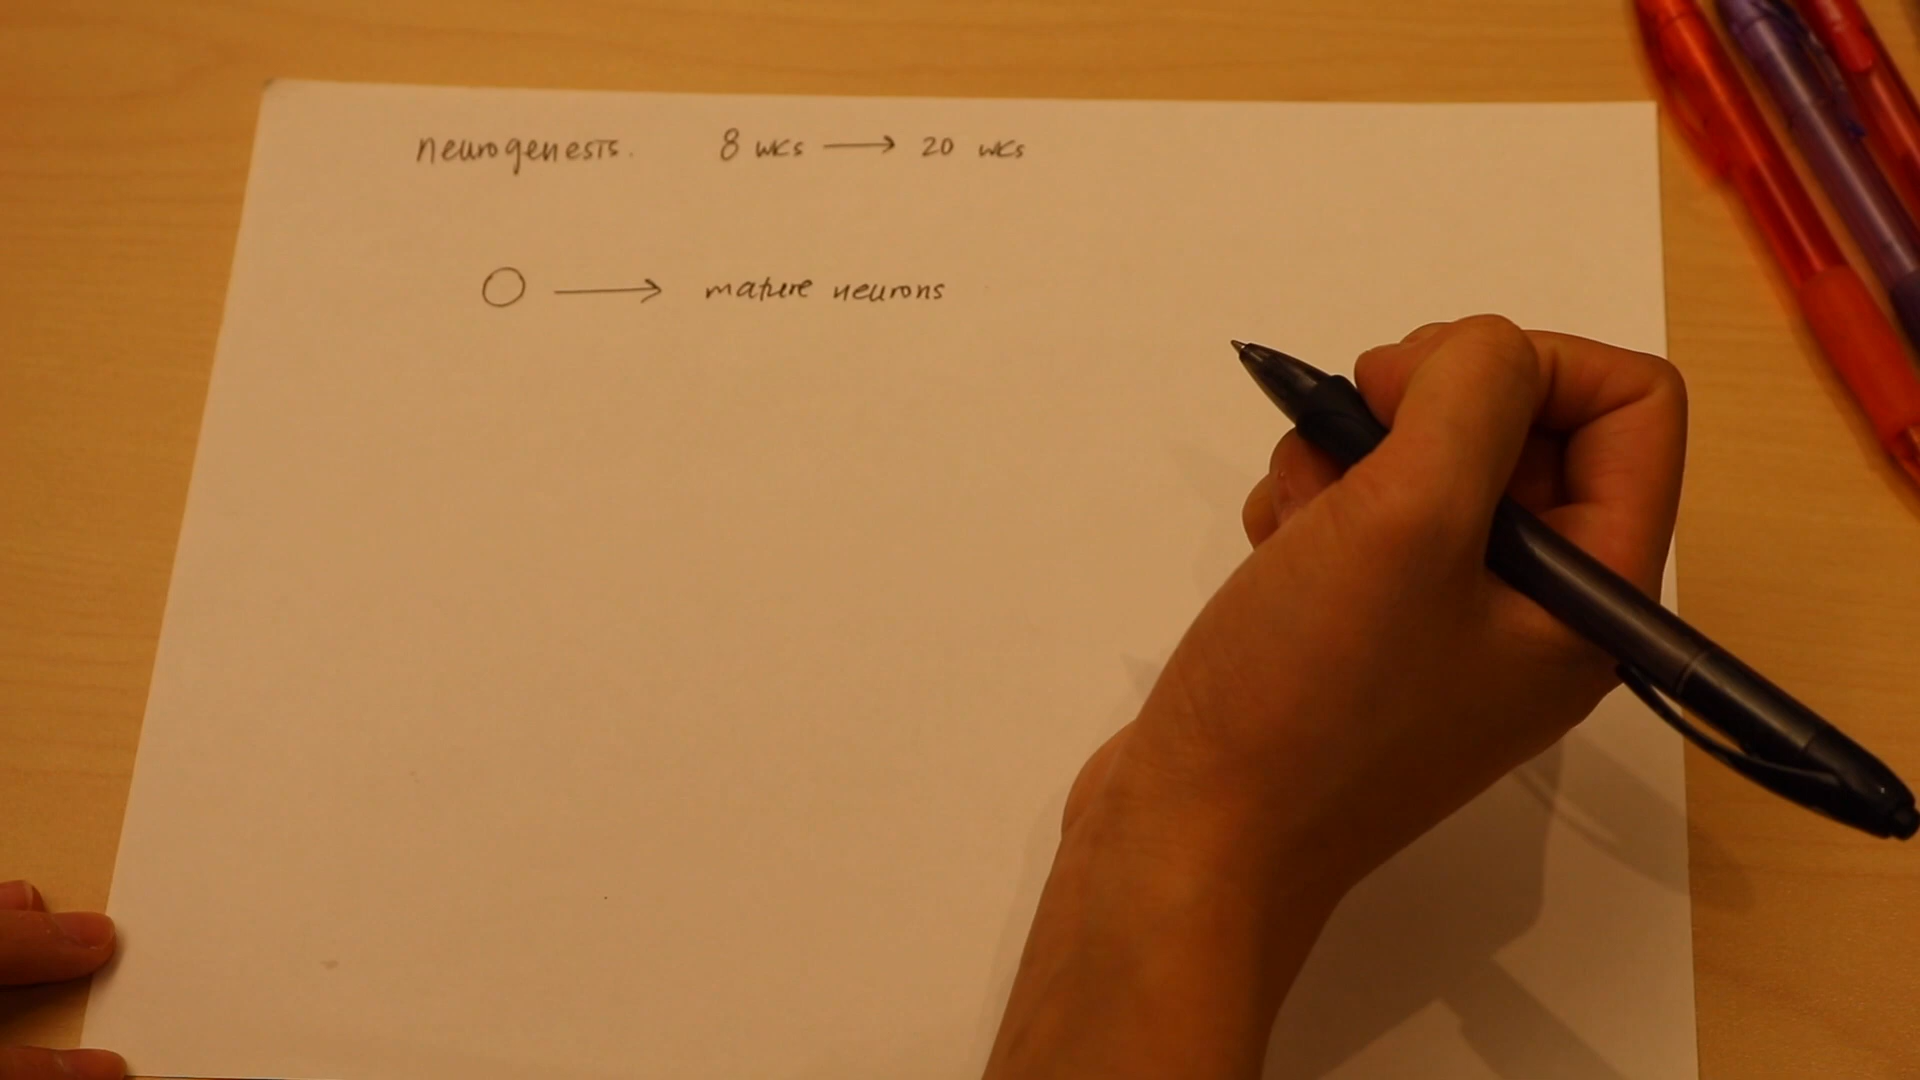 neurogenesis. 8 wks → 20 wks
○ → mature neurons